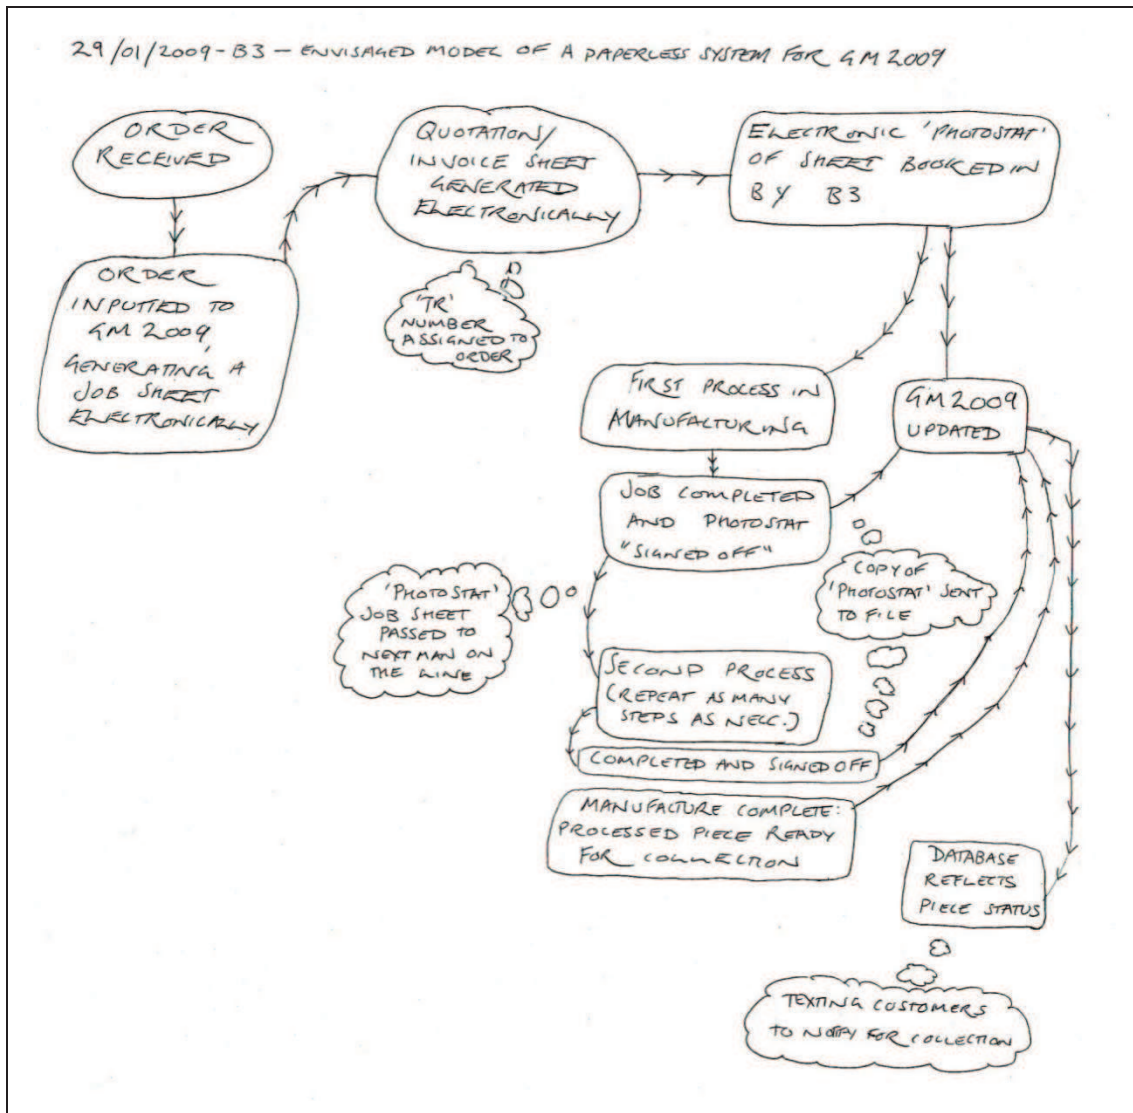 29/01/2009-B3 – ENVISAGED MODEL OF A PAPERLESS SYSTEM FOR GM2009
ORDER
RECEIVED
QUOTATION/
INVOICE SHEET
GENERATED
ELECTRONICALLY
ELECTRONIC 'PHOTOSTAT'
OF SHEET BOOKED IN
BY B3
ORDER
INPUTTED TO
GM 2009,
GENERATING A
JOB SHEET
ELECTRONICALLY
'TR'
NUMBER
ASSIGNED TO
ORDER
FIRST PROCESS IN
MANUFACTURING
GM2009
UPDATED
JOB COMPLETED
AND PHOTOSTAT
"SIGNED OFF"
'PHOTOSTAT'
JOB SHEET
PASSED TO
NEXT MAN ON
THE LINE
COPY OF
'PHOTOSTAT' SENT
TO FILE
SECOND PROCESS
(REPEAT AS MANY
STEPS AS NECC.)
COMPLETED AND SIGNED OFF
MANUFACTURE COMPLETE:
PROCESSED PIECE READY
FOR COLLECTION
DATABASE
REFLECTS
PIECE STATUS
TEXTING CUSTOMERS
TO NOTIFY FOR COLLECTION